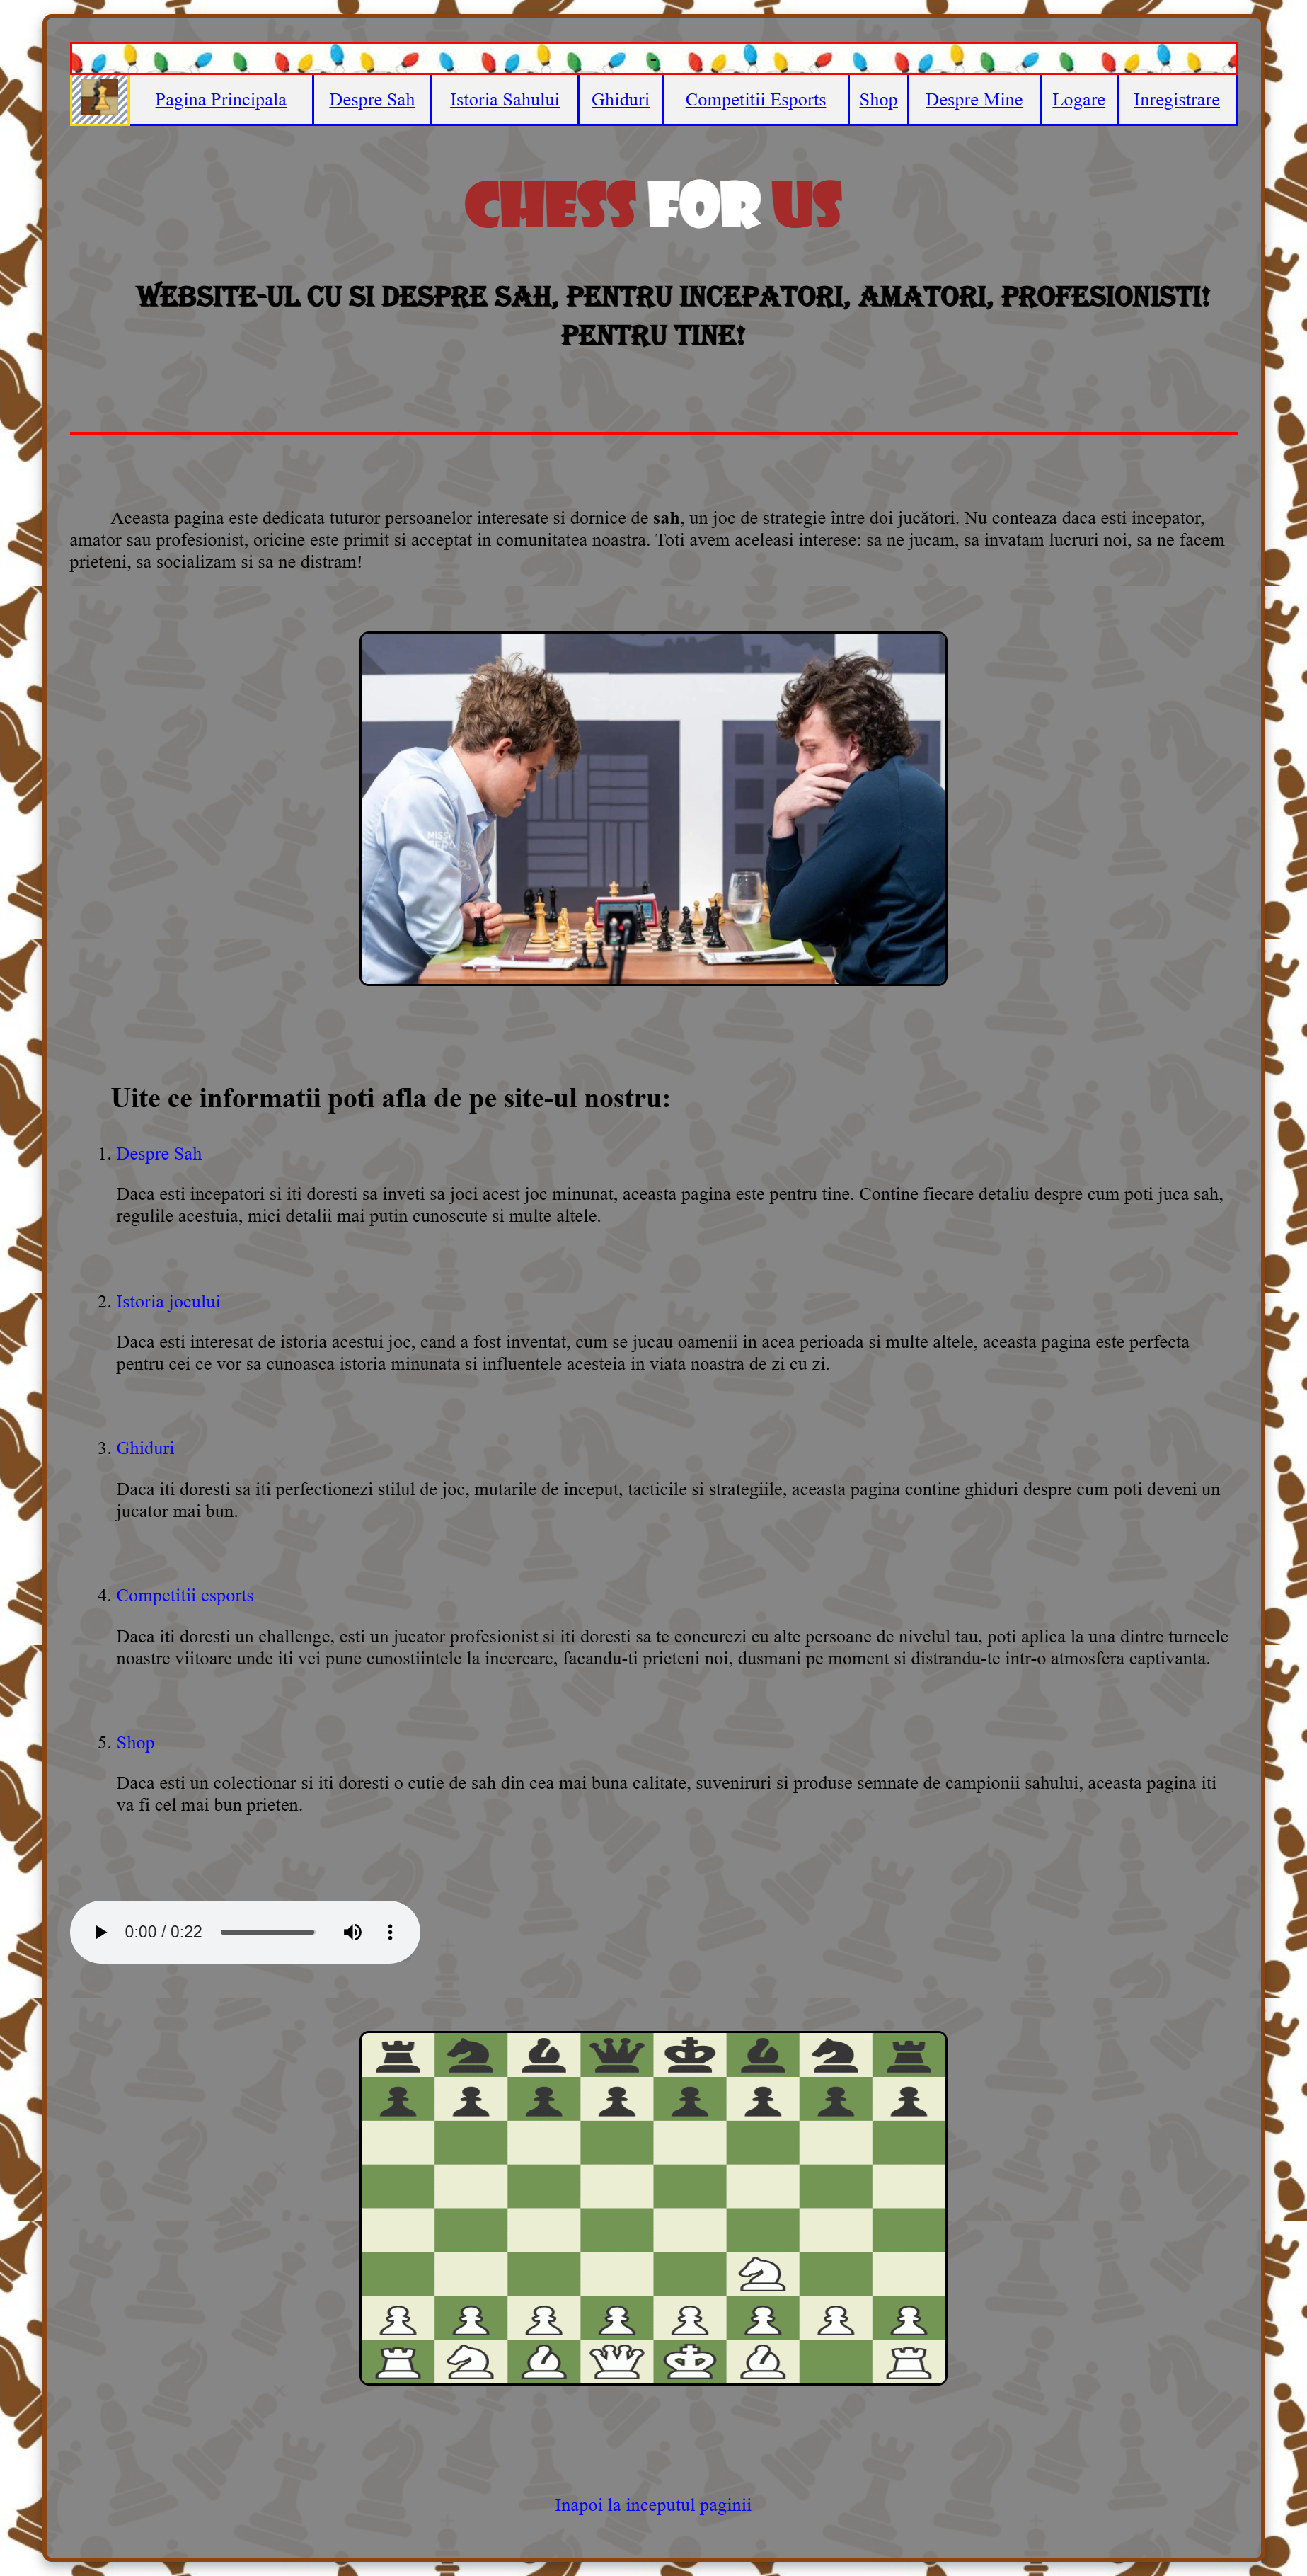 -
Pagina Principala Despre Sah Istoria Sahului Ghiduri Competitii Esports Shop Despre Mine Logare Inregistrare
CHESS FOR US
WEBSITE-UL CU SI DESPRE SAH, PENTRU INCEPATORI, AMATORI, PROFESIONISTI!
PENTRU TINE!
Aceasta pagina este dedicata tuturor persoanelor interesate si dornice de sah, un joc de strategie între doi jucători. Nu conteaza daca esti incepator,
amator sau profesionist, oricine este primit si acceptat in comunitatea noastra. Toti avem aceleasi interese: sa ne jucam, sa invatam lucruri noi, sa ne facem
prieteni, sa socializam si sa ne distram!
Uite ce informatii poti afla de pe site-ul nostru:
1. Despre Sah
Daca esti incepatori si iti doresti sa inveti sa joci acest joc minunat, aceasta pagina este pentru tine. Contine fiecare detaliu despre cum poti juca sah,
regulile acestuia, mici detalii mai putin cunoscute si multe altele.
2. Istoria jocului
Daca esti interesat de istoria acestui joc, cand a fost inventat, cum se jucau oamenii in acea perioada si multe altele, aceasta pagina este perfecta
pentru cei ce vor sa cunoasca istoria minunata si influentele acesteia in viata noastra de zi cu zi.
3. Ghiduri
Daca iti doresti sa iti perfectionezi stilul de joc, mutarile de inceput, tacticile si strategiile, aceasta pagina contine ghiduri despre cum poti deveni un
jucator mai bun.
4. Competitii esports
Daca iti doresti un challenge, esti un jucator profesionist si iti doresti sa te concurezi cu alte persoane de nivelul tau, poti aplica la una dintre turneele
noastre viitoare unde iti vei pune cunostiintele la incercare, facandu-ti prieteni noi, dusmani pe moment si distrandu-te intr-o atmosfera captivanta.
5. Shop
Daca esti un colectionar si iti doresti o cutie de sah din cea mai buna calitate, suveniruri si produse semnate de campionii sahului, aceasta pagina iti
va fi cel mai bun prieten.
0:00 / 0:22
Inapoi la inceputul paginii